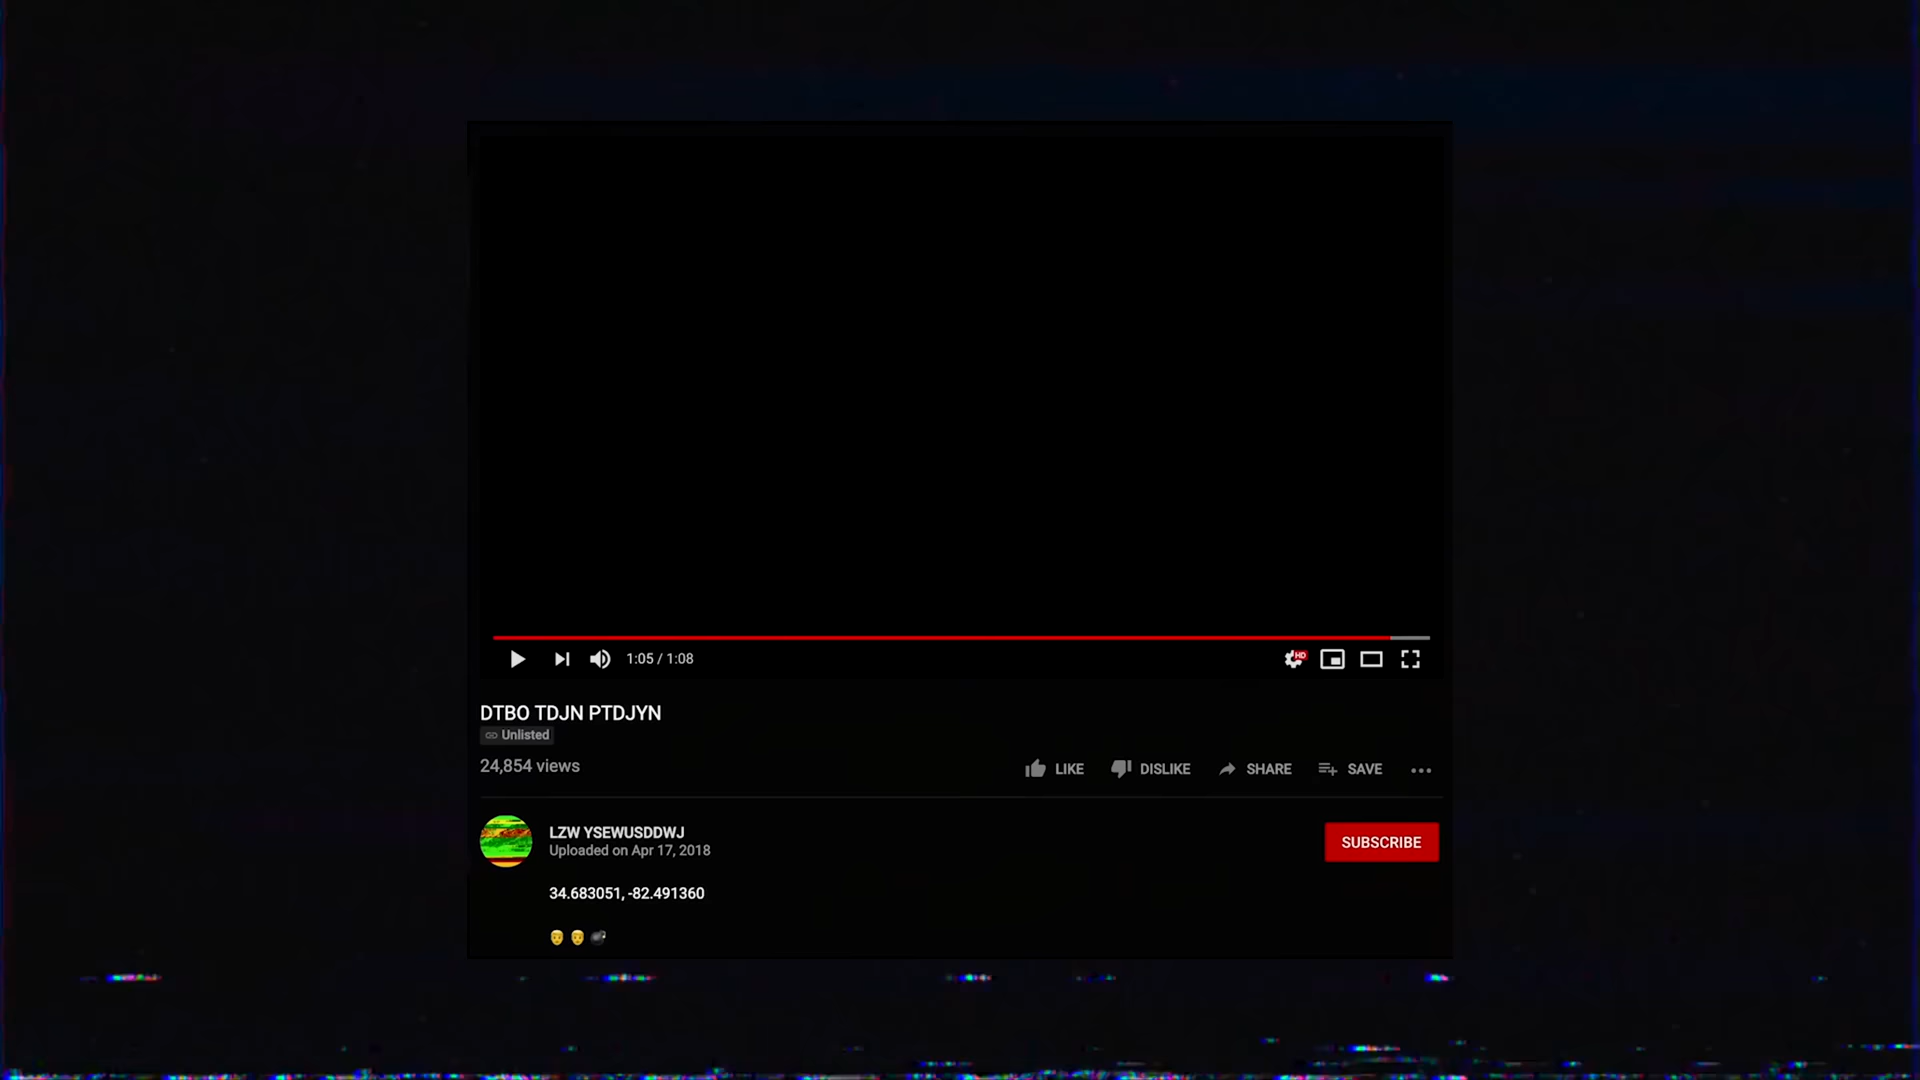 HD
1:05 / 1:08
DTBO TDJN PTDJYN
Unlisted
24,854 views
LIKE DISLIKE SHARE SAVE
LZW YSEWUSDDWJ
Uploaded on Apr 17, 2018
SUBSCRIBE
34.683051, -82.491360